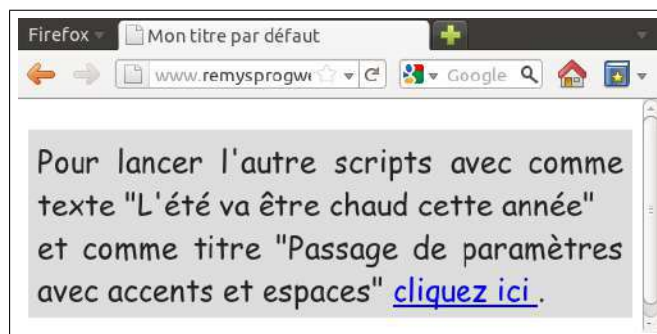 Firefox
Mon titre par défaut
www.remysprogwe
Google
Pour lancer l'autre scripts avec comme
texte "L'été va être chaud cette année"
et comme titre "Passage de paramètres
avec accents et espaces" cliquez ici .